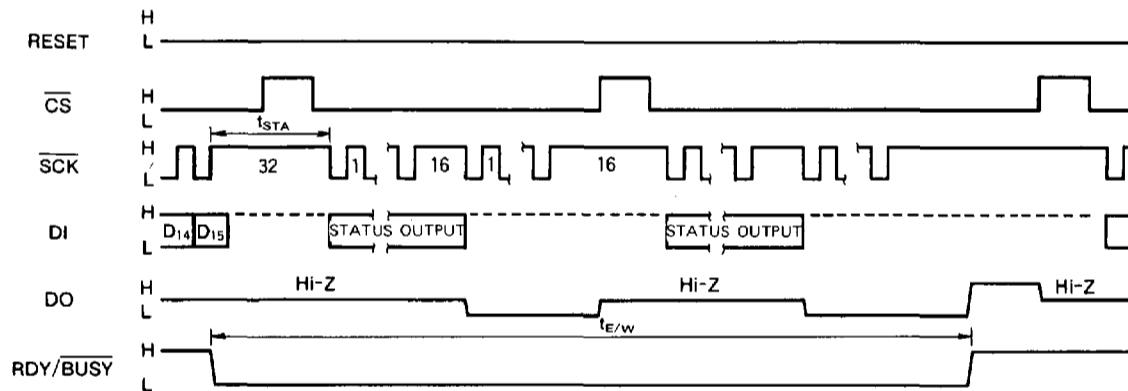 RESET H L
CS H L
t_STA
SCK H L 32 1 16 1 16
DI H L D14 D15 STATUS OUTPUT STATUS OUTPUT
DO H L Hi-Z Hi-Z Hi-Z
t_E/W
RDY/BUSY H L